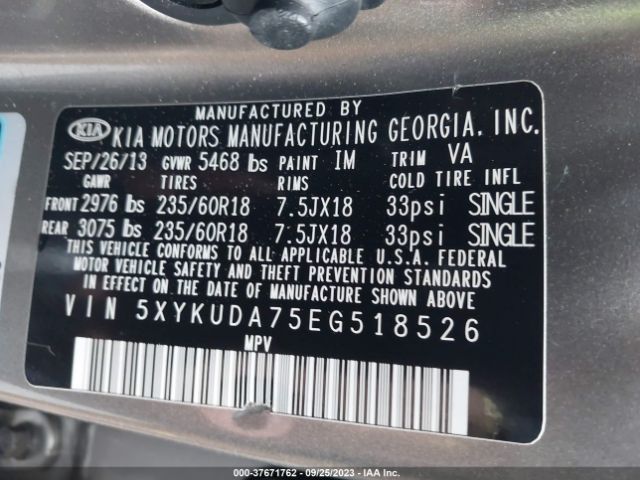 MANUFACTURED BY
KIA KIA MOTORS MANUFACTURING GEORGIA, INC.
SEP/26/13 GVWR 5468 lbs PAINT IM TRIM VA
GAWR TIRES RIMS COLD TIRE INFL
FRONT 2976 lbs 235/60R18 7.5JX18 33psi SINGLE
REAR 3075 lbs 235/60R18 7.5JX18 33psi SINGLE
THIS VEHICLE CONFORMS TO ALL APPLICABLE U.S.A. FEDERAL
MOTOR VEHICLE SAFETY AND THEFT PREVENTION STANDARDS
IN EFFECT ON THE DATE OF MANUFACTURE SHOWN ABOVE.
VIN 5XYKUDA75EG518526
MPV
000-37671762 - 09/25/2023 - IAA Inc.